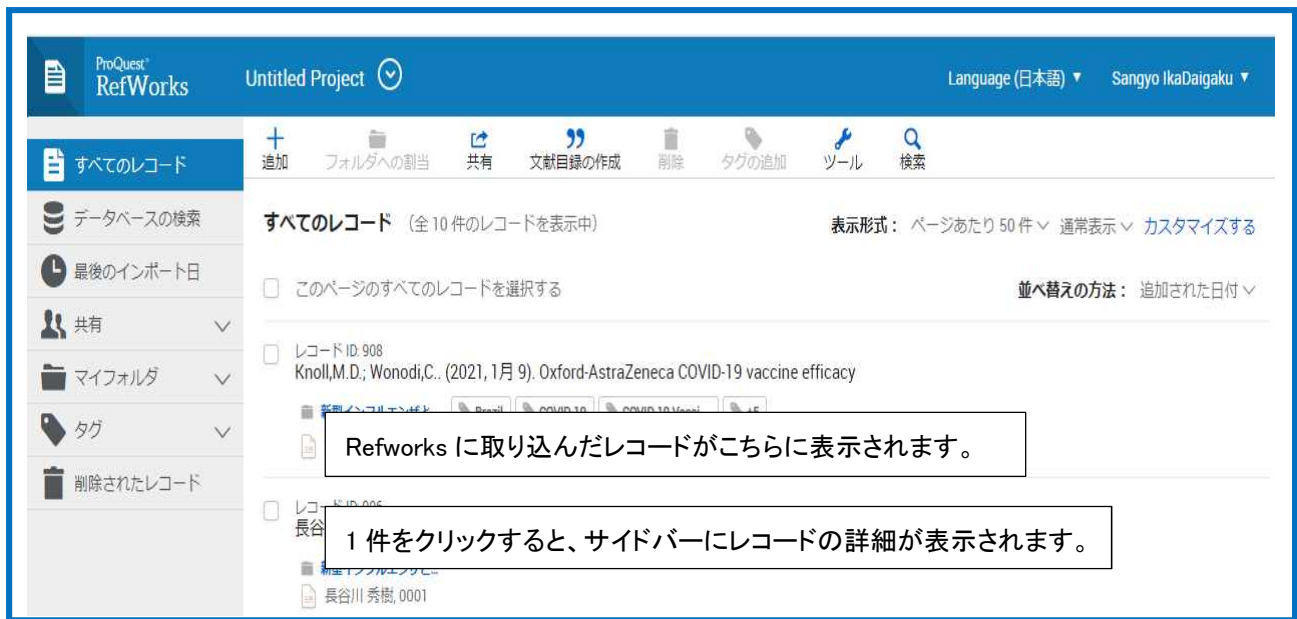 ProQuest®
RefWorks
Untitled Project
Language (日本語) ▼
Sangyo IkaDaigaku ▼
すべてのレコード
データベースの検索
最後のインポート日
共有
マイフォルダ
タグ
削除されたレコード
追加 フォルダへの割当 共有 文献目録の作成 削除 タグの追加 ツール 検索
すべてのレコード (全 10 件のレコードを表示中)
表示形式: ページあたり 50 件 通常表示 カスタマイズする
このページのすべてのレコードを選択する
並べ替えの方法: 追加された日付
レコード ID: 908
Knoll,M.D.; Wonodi,C.. (2021, 1月 9). Oxford-AstraZeneca COVID-19 vaccine efficacy
Brazil COVID-19 +5
Refworks に取り込んだレコードがこちらに表示されます。
レコード ID:
長谷
1 件をクリックすると、サイドバーにレコードの詳細が表示されます。
長谷川 秀樹, 0001